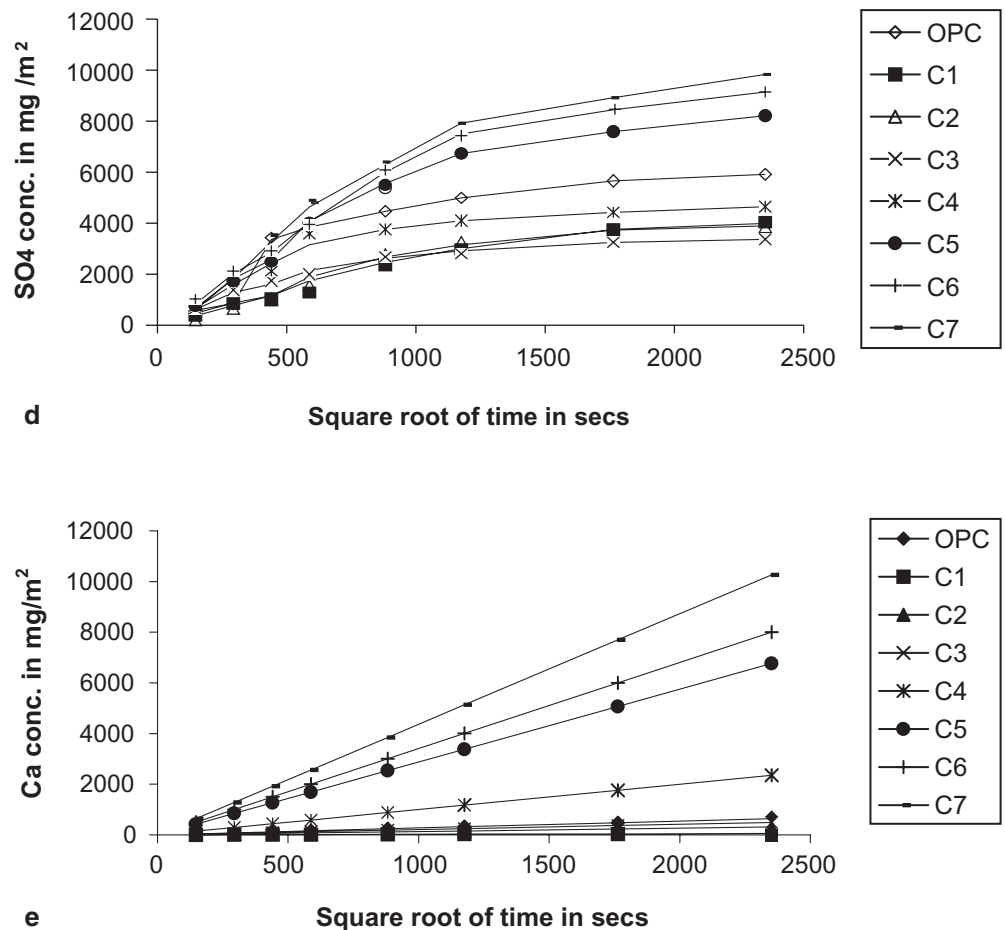 12000
10000
8000
6000
4000
2000
0
SO4 conc. in mg /m²
0 500 1000 1500 2000 2500
Square root of time in secs
d
OPC
C1
C2
C3
C4
C5
C6
C7
12000
10000
8000
6000
4000
2000
0
Ca conc. in mg/m²
0 500 1000 1500 2000 2500
Square root of time in secs
e
OPC
C1
C2
C3
C4
C5
C6
C7